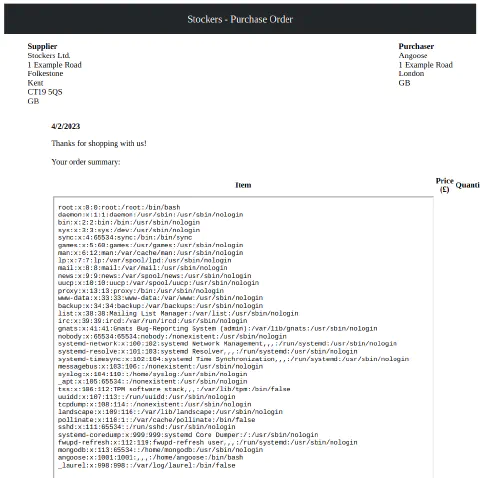 Stockers - Purchase Order
Supplier
Stockers Ltd.
1 Example Road
Folkestone
Kent
CT19 5QS
GB
Purchaser
Angoose
1 Example Road
London
GB
4/2/2023
Thanks for shopping with us!
Your order summary:
Item Price (£) Quanti
root:x:0:0:root:/root:/bin/bash
daemon:x:1:1:daemon:/usr/sbin:/usr/sbin/nologin
bin:x:2:2:bin:/bin:/usr/sbin/nologin
sys:x:3:3:sys:/dev:/usr/sbin/nologin
sync:x:4:65534:sync:/bin:/bin/sync
games:x:5:60:games:/usr/games:/usr/sbin/nologin
man:x:6:12:man:/var/cache/man:/usr/sbin/nologin
lp:x:7:7:lp:/var/spool/lpd:/usr/sbin/nologin
mail:x:8:8:mail:/var/mail:/usr/sbin/nologin
news:x:9:9:news:/var/spool/news:/usr/sbin/nologin
uucp:x:10:10:uucp:/var/spool/uucp:/usr/sbin/nologin
proxy:x:13:13:proxy:/bin:/usr/sbin/nologin
www-data:x:33:33:www-data:/var/www:/usr/sbin/nologin
backup:x:34:34:backup:/var/backups:/usr/sbin/nologin
list:x:38:38:Mailing List Manager:/var/list:/usr/sbin/nologin
irc:x:39:39:ircd:/var/run/ircd:/usr/sbin/nologin
gnats:x:41:41:Gnats Bug-Reporting System (admin):/var/lib/gnats:/usr/sbin/nologin
nobody:x:65534:65534:nobody:/nonexistent:/usr/sbin/nologin
systemd-network:x:100:102:systemd Network Management,,,:/run/systemd:/usr/sbin/nologin
systemd-resolve:x:101:103:systemd Resolver,,,:/run/systemd:/usr/sbin/nologin
systemd-timesync:x:102:104:systemd Time Synchronization,,,:/run/systemd:/usr/sbin/nologin
messagebus:x:103:106::/nonexistent:/usr/sbin/nologin
syslog:x:104:110::/home/syslog:/usr/sbin/nologin
_apt:x:105:65534::/nonexistent:/usr/sbin/nologin
tss:x:106:112:TPM software stack,,,:/var/lib/tpm:/bin/false
uuidd:x:107:113::/run/uuidd:/usr/sbin/nologin
tcpdump:x:108:114::/nonexistent:/usr/sbin/nologin
landscape:x:109:116::/var/lib/landscape:/usr/sbin/nologin
pollinate:x:110:1::/var/cache/pollinate:/bin/false
sshd:x:111:65534::/run/sshd:/usr/sbin/nologin
systemd-coredump:x:999:999:systemd Core Dumper:/:/usr/sbin/nologin
fwupd-refresh:x:112:119:fwupd-refresh user,,,:/run/systemd:/usr/sbin/nologin
mongodb:x:113:65534::/home/mongodb:/usr/sbin/nologin
angoose:x:1001:1001:,,,:/home/angoose:/bin/bash
_laurel:x:998:998::/var/log/laurel:/bin/false